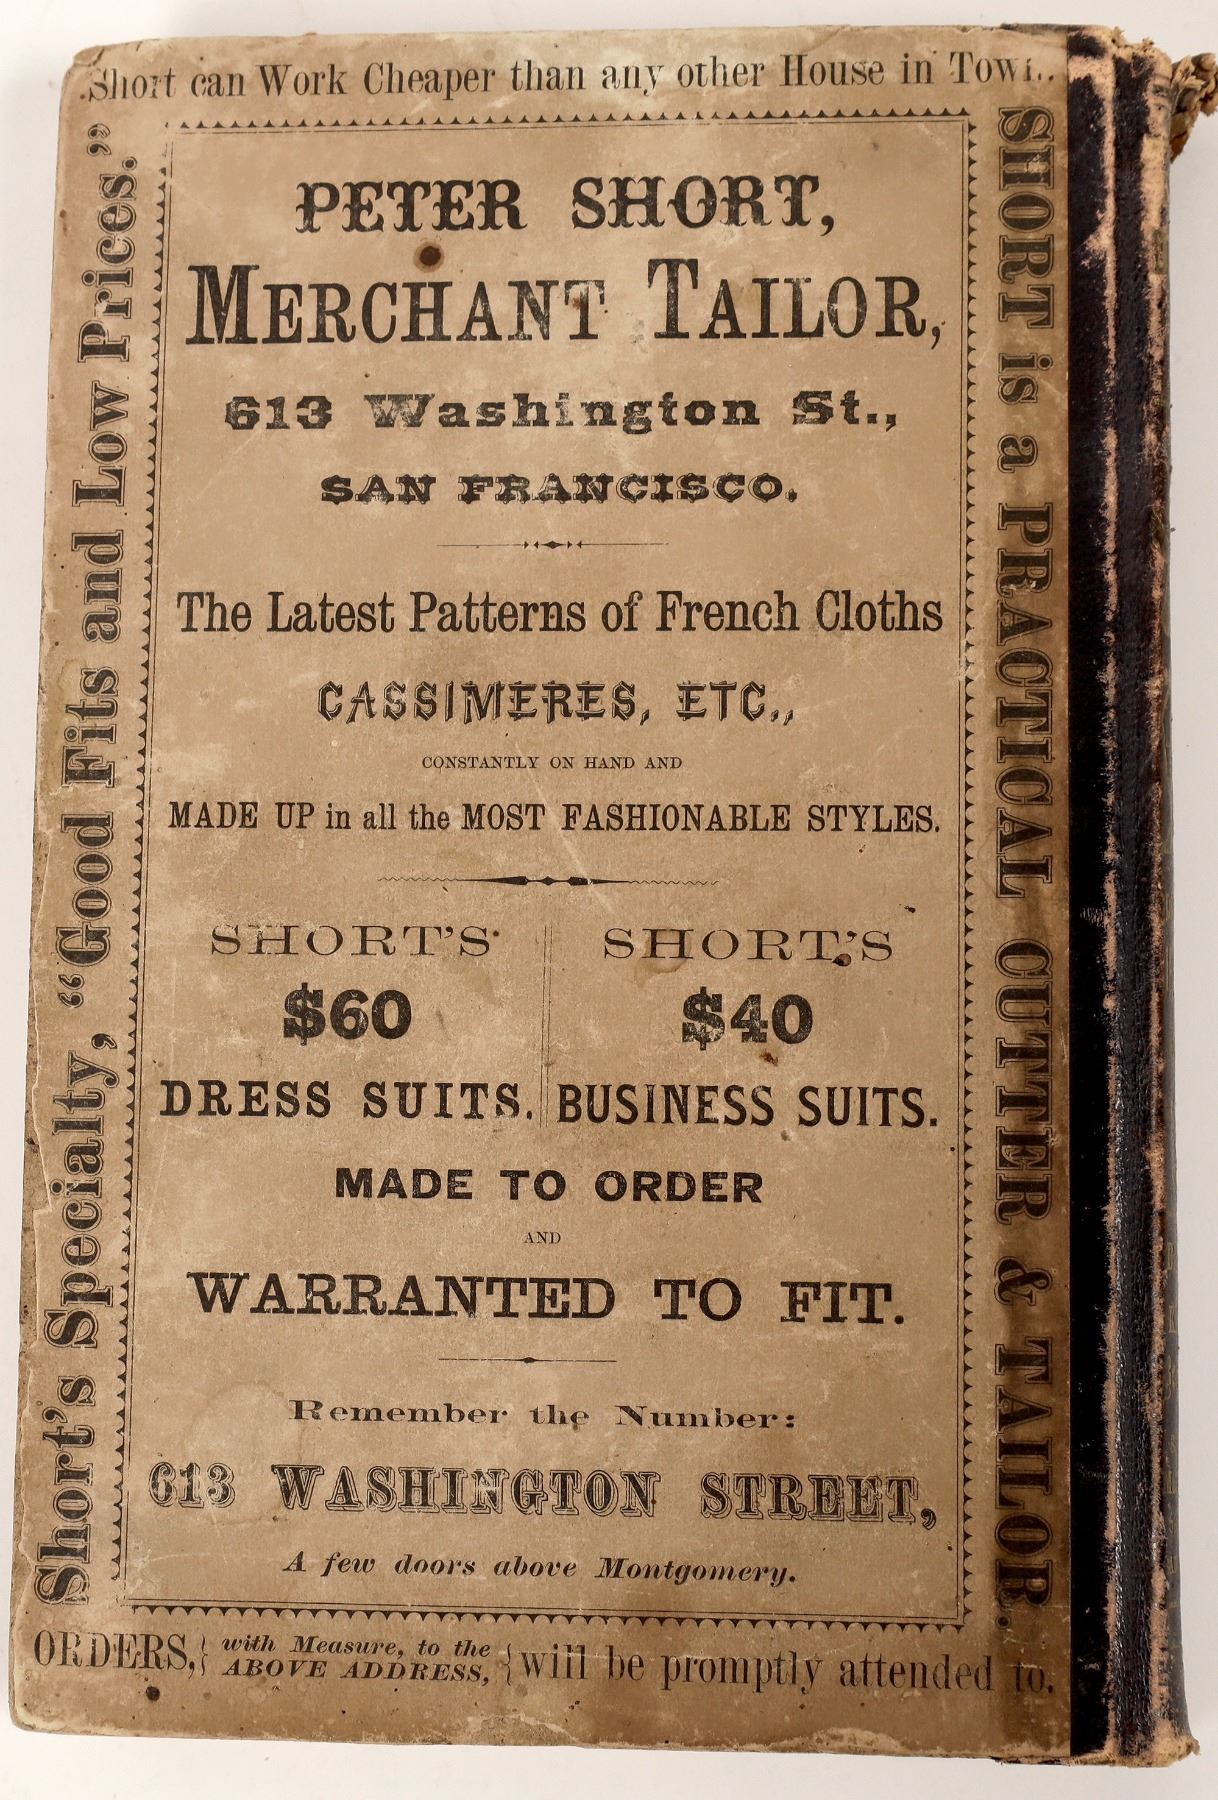 Short can Work Cheaper than any other House in Town.
Short's Specialty, “Good Fits and Low Prices.”
PETER SHORT,
MERCHANT TAILOR,
613 Washington St.,
SAN FRANCISCO.
The Latest Patterns of French Cloths
CASSIMERES, ETC.,
CONSTANTLY ON HAND AND
MADE UP in all the MOST FASHIONABLE STYLES.
SHORT'S
$60
DRESS SUITS.
SHORT'S
$40
BUSINESS SUITS.
MADE TO ORDER
AND
WARRANTED TO FIT.
Remember the Number:
613 WASHINGTON STREET,
A few doors above Montgomery.
SHORT is a PRACTICAL CUTTER & TAILOR.
ORDERS, { with Measure, to the ABOVE ADDRESS, } will be promptly attended to.